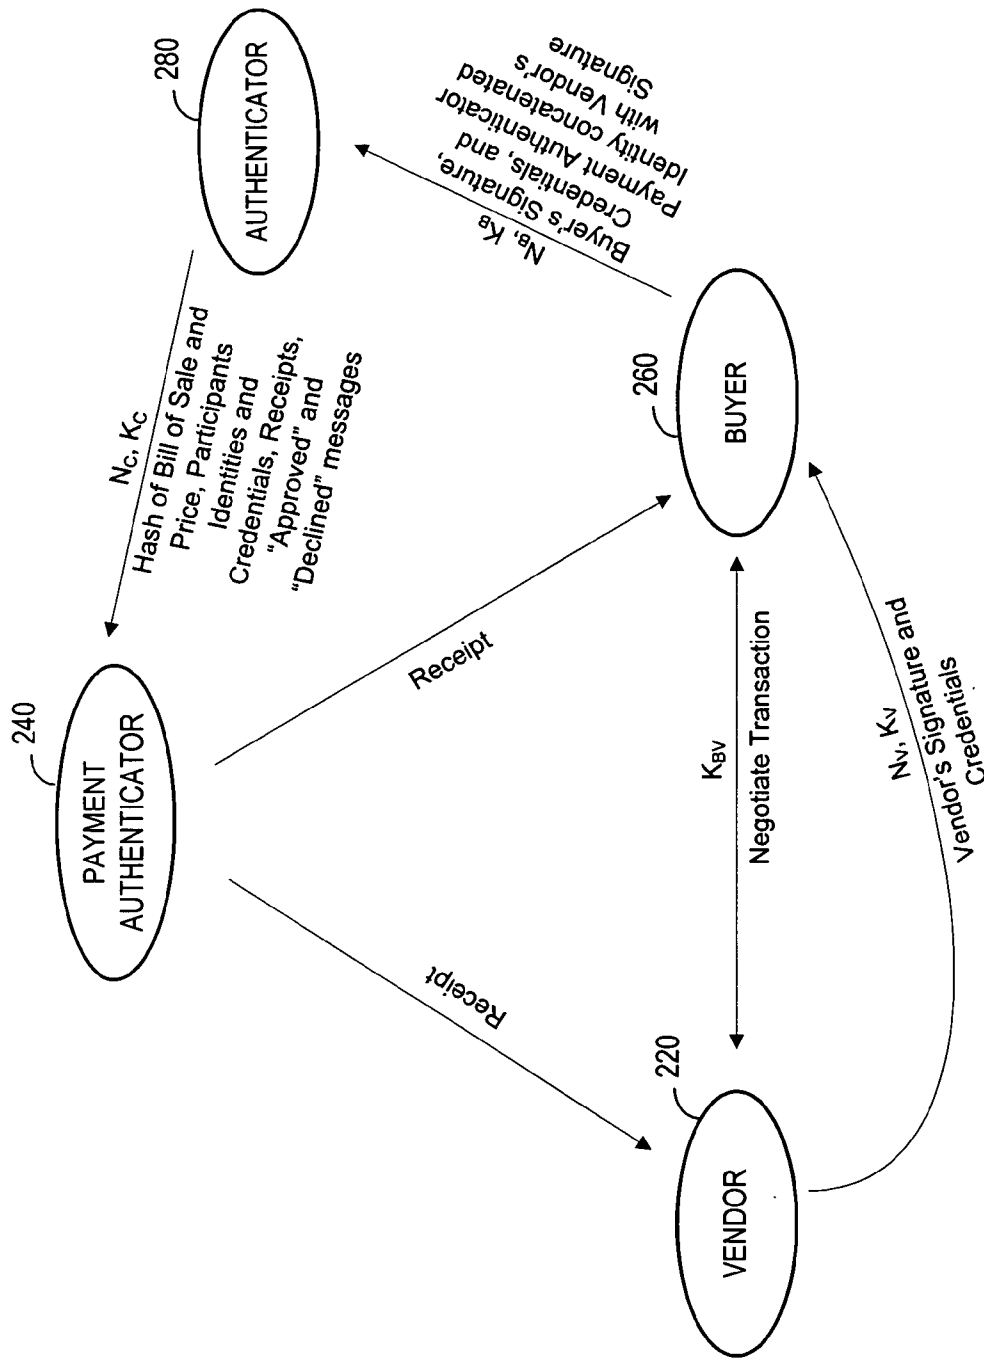 240
PAYMENT
AUTHENTICATOR
280
AUTHENTICATOR
N_C, K_C
Hash of Bill of Sale and
Price, Participants
Identities and
Credentials, Receipts,
“Approved” and
“Declined” messages
N_B, K_B
Buyer's Signature,
Credentials, and
Payment Authenticator
Identity concatenated
with Vendor's
Signature
Receipt
Receipt
220
VENDOR
K_BV
Negotiate Transaction
260
BUYER
N_V, K_V
Vendor's Signature and
Credentials